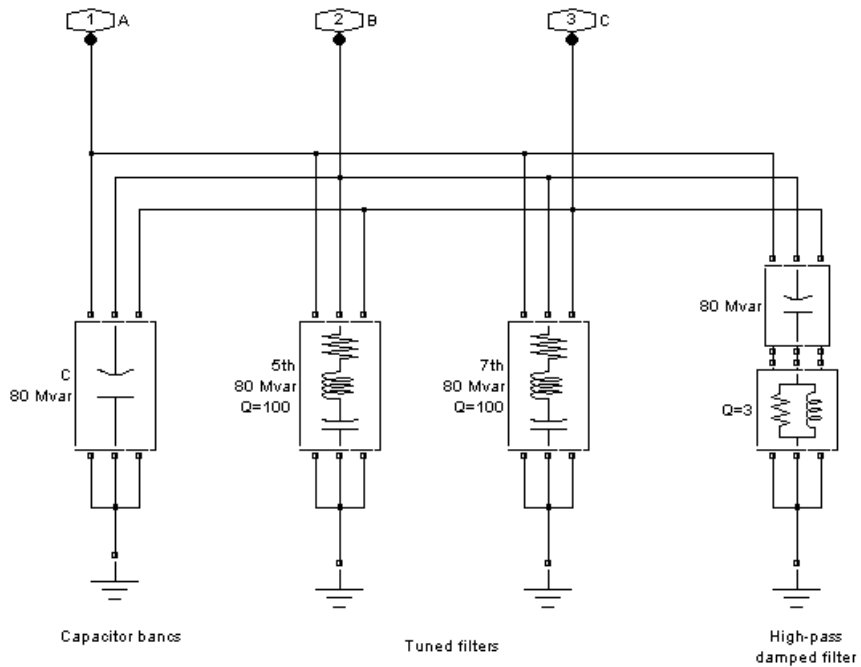 1 A
2 B
3 C
C
80 Mvar
5th
80 Mvar
Q=100
7th
80 Mvar
Q=100
80 Mvar
Q=3
Capacitor bancs
Tuned filters
High-pass
damped filter